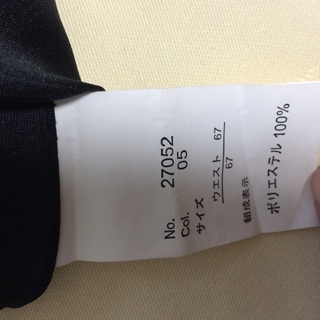 No. 27052
Col. 05
サイズ
ウエスト 67
67
組成表示
ポリエステル 100%